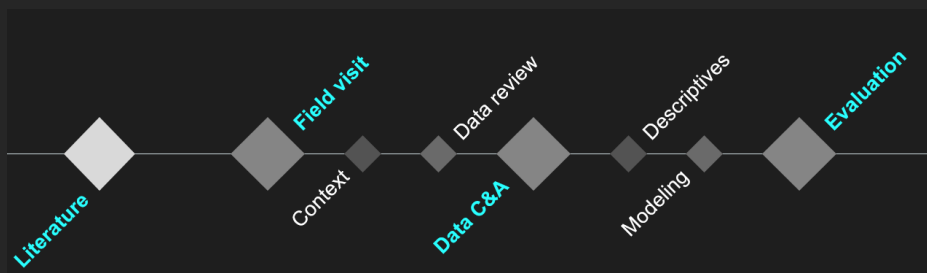 Literature
Field visit
Context
Data review
Data C&A
Descriptives
Modeling
Evaluation